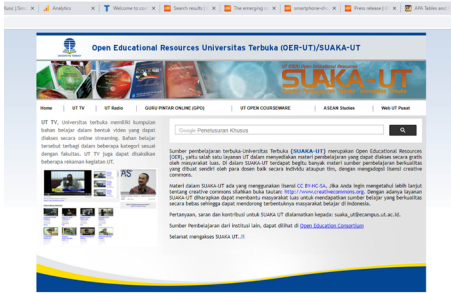 Analytics
Welcome to com
Search results |
The emerging r
smartphone-dis
Press release |
APA Tables and
Open Educational Resources Universitas Terbuka (OER-UT)/SUAKA-UT
SUAKA-UT
Home | UT TV | UT Radio | GURU PINTAR ONLINE (GPO) | UT OPEN COURSEWARE | ASEAN Studies | Web UT Pusat
UT TV, Universitas terbuka memiliki kumpulan
bahan belajar dalam bentuk video yang dapat
diakses secara online streaming. Bahan belajar
tersebut terbagi dalam beberapa kategori sesuai
dengan fakultas. UT TV juga dapat disaksikan
beberapa rekaman kegiatan UT.
Google Penelusuran Khusus
Sumber pembelajaran terbuka-Universitas Terbuka (SUAKA-UT) merupakan Open Educational Resources
(OER), yaitu salah satu layanan UT dalam menyediakan materi pembelajaran yang dapat diakses secara gratis
oleh masyarakat luas. Di dalam SUAKA-UT terdapat begitu banyak materi sumber pembelajaran berkualitas
yang dibuat sendiri oleh para dosen baik secara individu ataupun tim, dengan mengadopsi lisensi creative
commons.
Materi dalam SUAKA-UT ada yang menggunakan lisensi CC BY-NC-SA. Jika Anda ingin mengetahui lebih lanjut
tentang creative commons silahkan buka tautan: http://www.creativecommons.org. Dengan adanya layanan
SUAKA-UT diharapkan dapat membantu masyarakat luas untuk mendapatkan sumber belajar yang berkualitas
secara bebas sehingga dapat mendorong terbentuknya masyarakat belajar di Indonesia.
Pertanyaan, saran dan kontribusi untuk SUAKA UT dialamatkan kepada: suaka_ut@ecampus.ut.ac.id.
Sumber Pembelajaran dari institusi lain, dapat dilihat di Open Education Consortium
Selamat mengakses SUAKA UT..!!